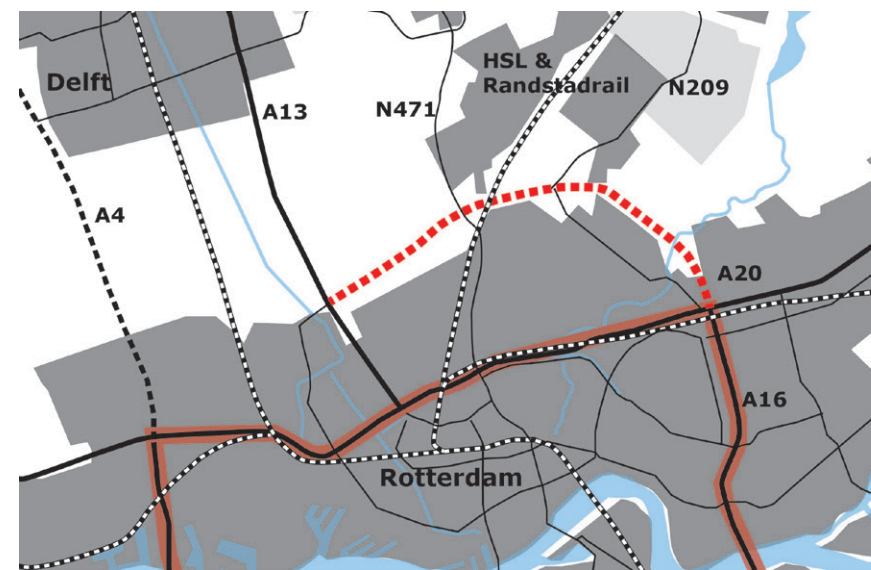 Delft
HSL &
Randstadrail
N209
A13
N471
A4
A20
A16
Rotterdam